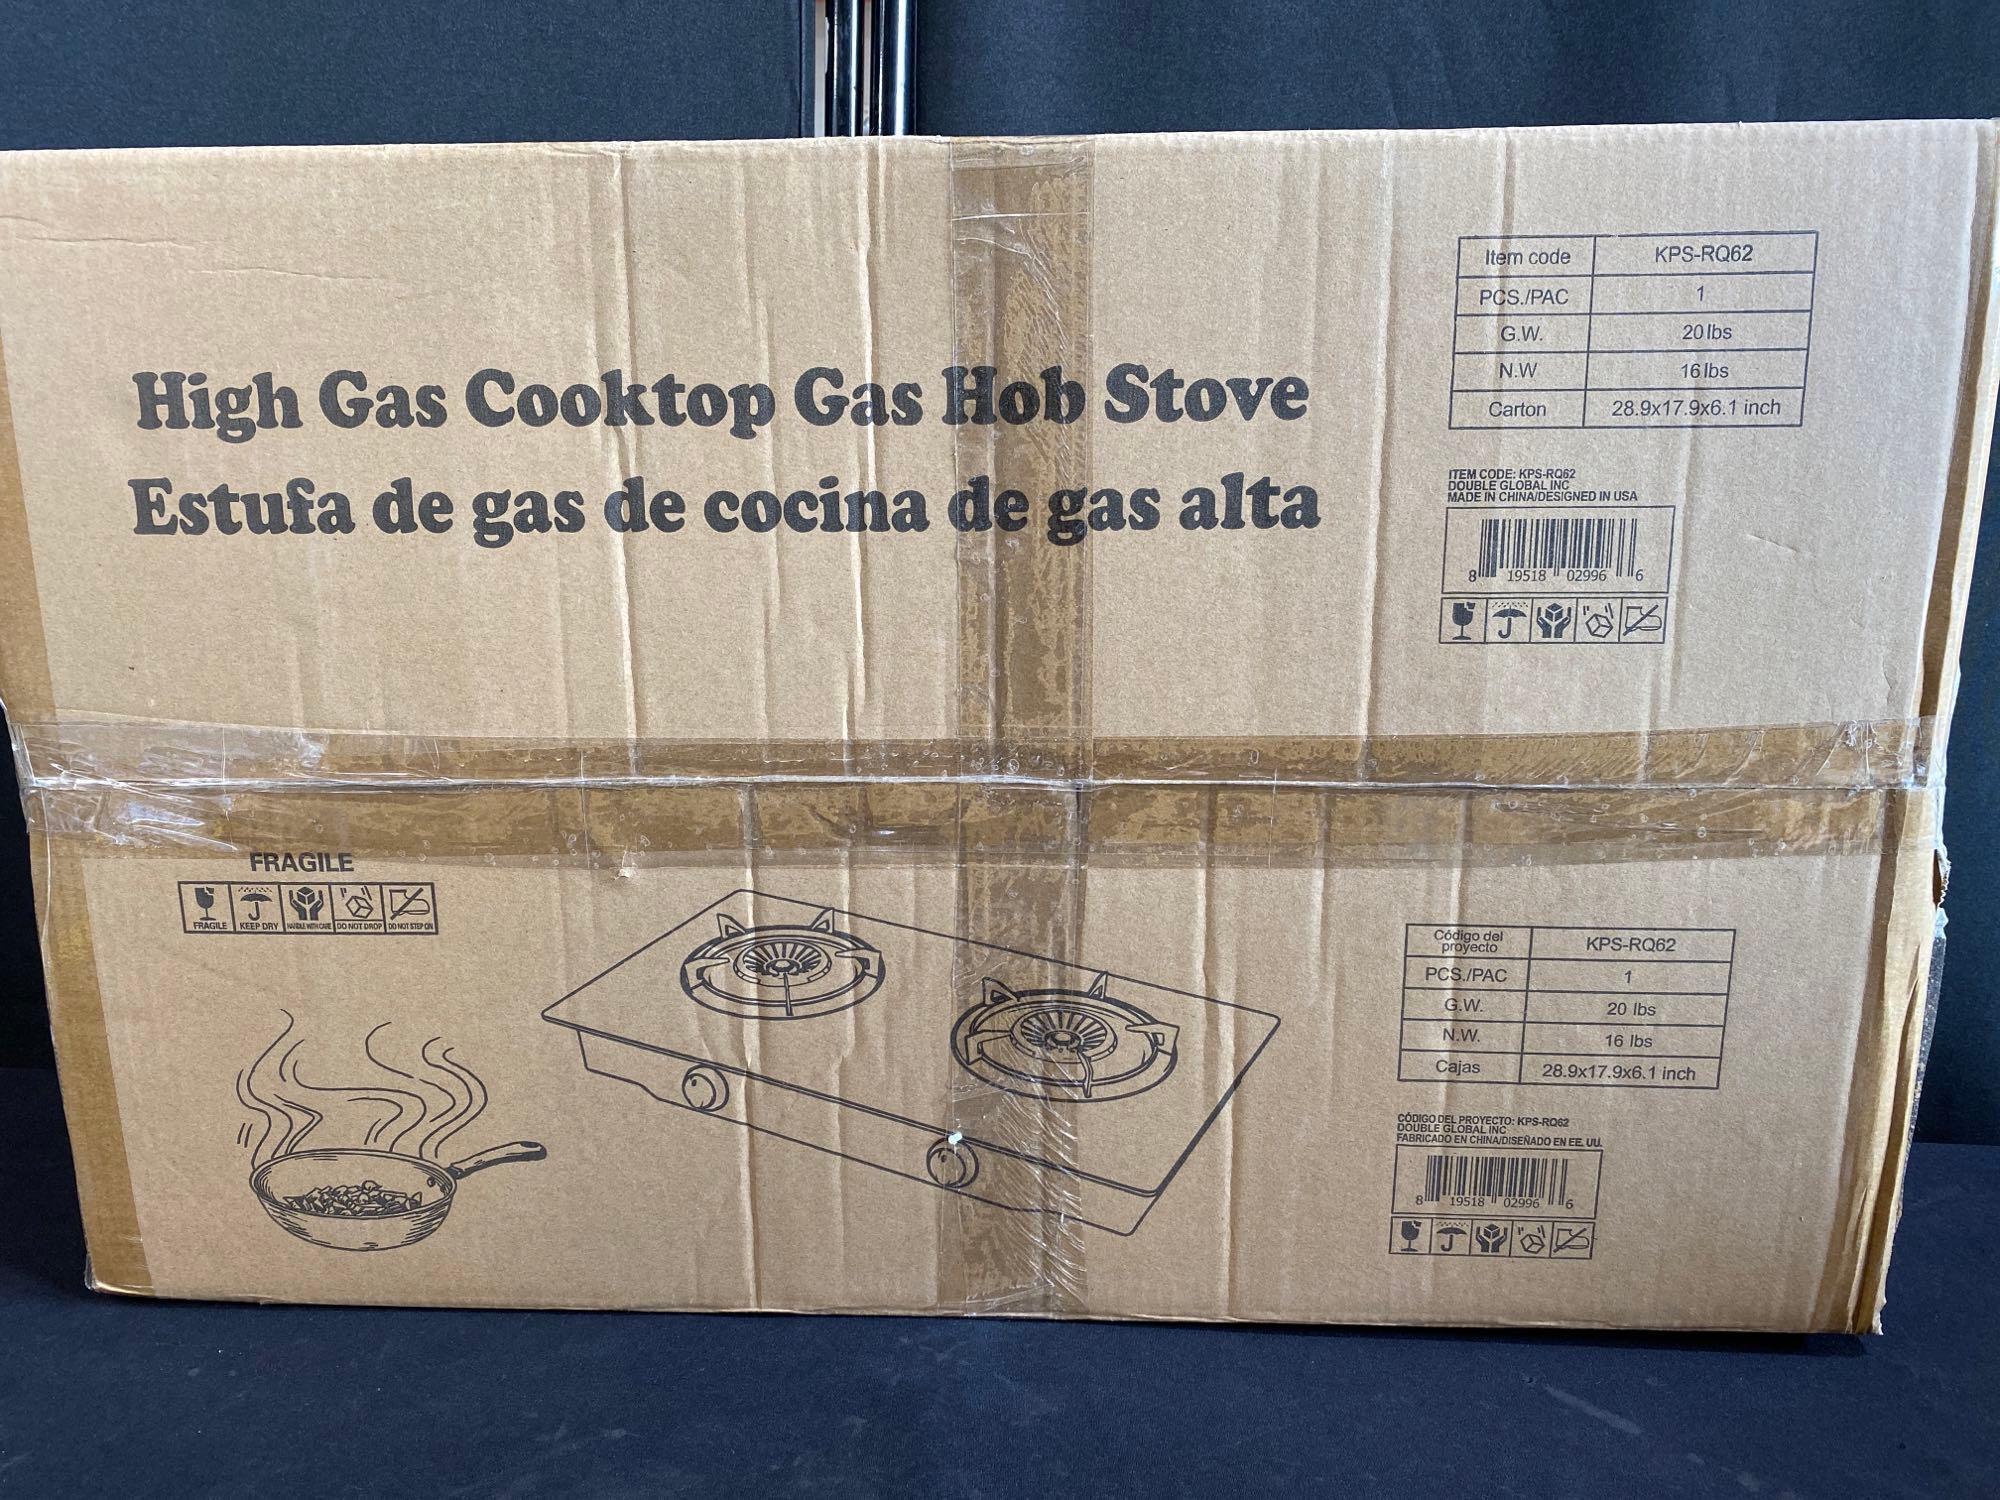 High Gas Cooktop Gas Hob Stove
Estufa de gas de cocina de gas alta
Item code KPS-RQ62
PCS./PAC 1
G.W. 20 lbs
N.W 16 lbs
Carton 28.9x17.9x6.1 inch
ITEM CODE: KPS-RQ62
DOUBLE GLOBAL INC
MADE IN CHINA/DESIGNED IN USA
8 19518 02996 6
FRAGILE
FRAGILE KEEP DRY HANDLE WITH CARE DO NOT DROP DO NOT STEP ON
Código del
proyecto KPS-RQ62
PCS./PAC 1
G.W. 20 lbs
N.W. 16 lbs
Cajas 28.9x17.9x6.1 inch
CÓDIGO DEL PROYECTO: KPS-RQ62
DOUBLE GLOBAL INC
FABRICADO EN CHINA/DISEÑADO EN EE. UU.
8 19518 02996 6